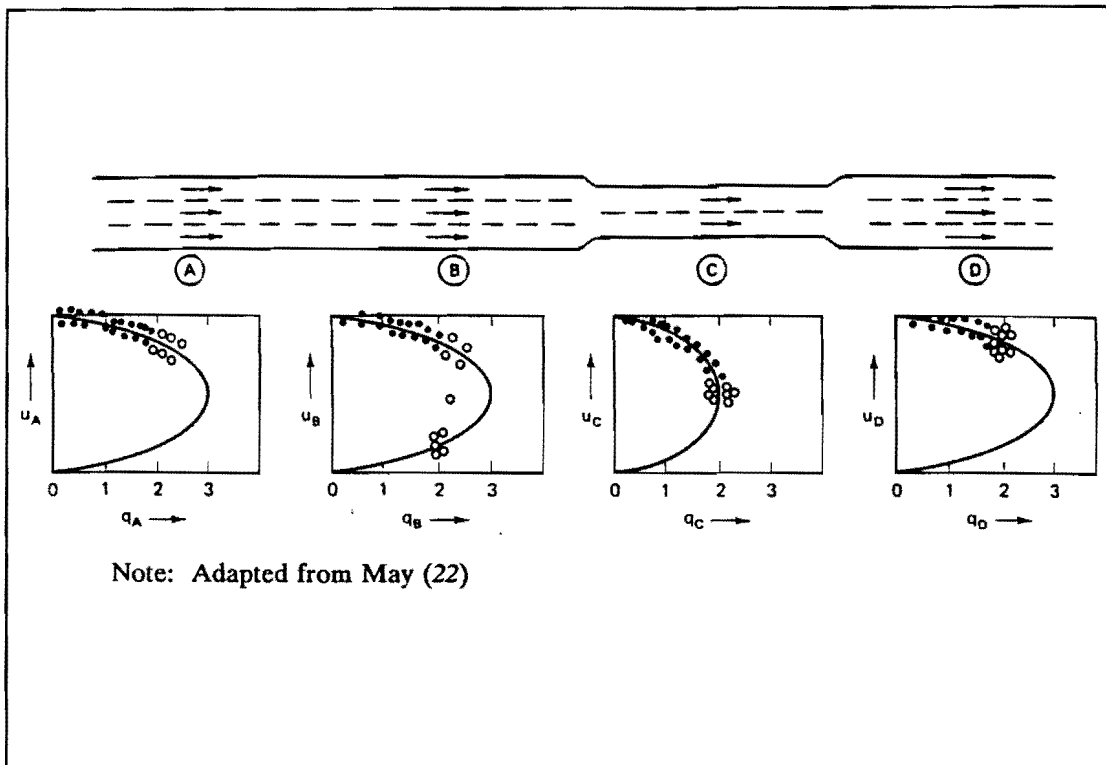 A B C D
u_A u_B u_C u_D
0 1 2 3 0 1 2 3 0 1 2 3 0 1 2 3
q_A q_B q_C q_D
Note: Adapted from May (22)